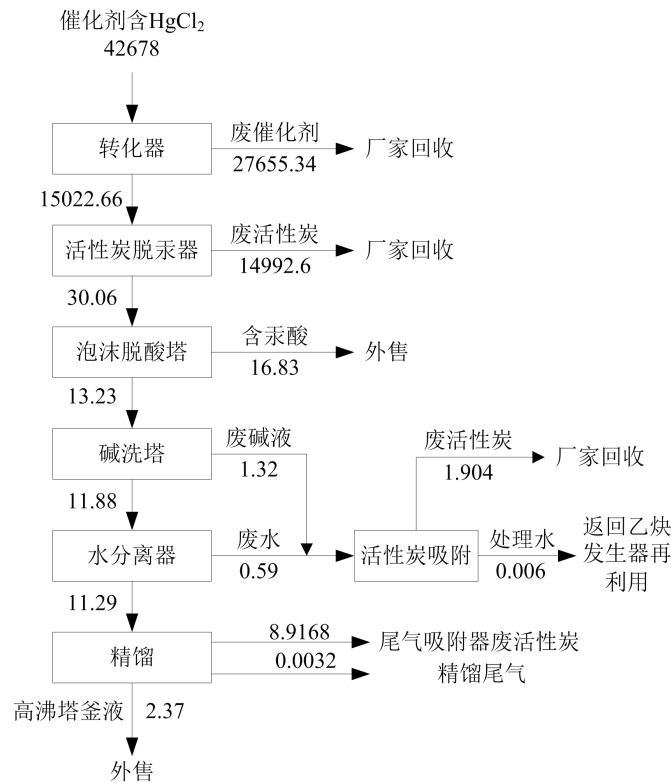 催化剂含HgCl₂
42678
转化器
废催化剂
27655.34
厂家回收
15022.66
活性炭脱汞器
废活性炭
14992.6
厂家回收
30.06
泡沫脱酸塔
含汞酸
16.83
外售
13.23
碱洗塔
废碱液
1.32
废活性炭
1.904
厂家回收
11.88
水分离器
废水
0.59
活性炭吸附
处理水
0.006
返回乙炔
发生器再
利用
11.29
精馏
8.9168
尾气吸附器废活性炭
0.0032
精馏尾气
高沸塔釜液
2.37
外售